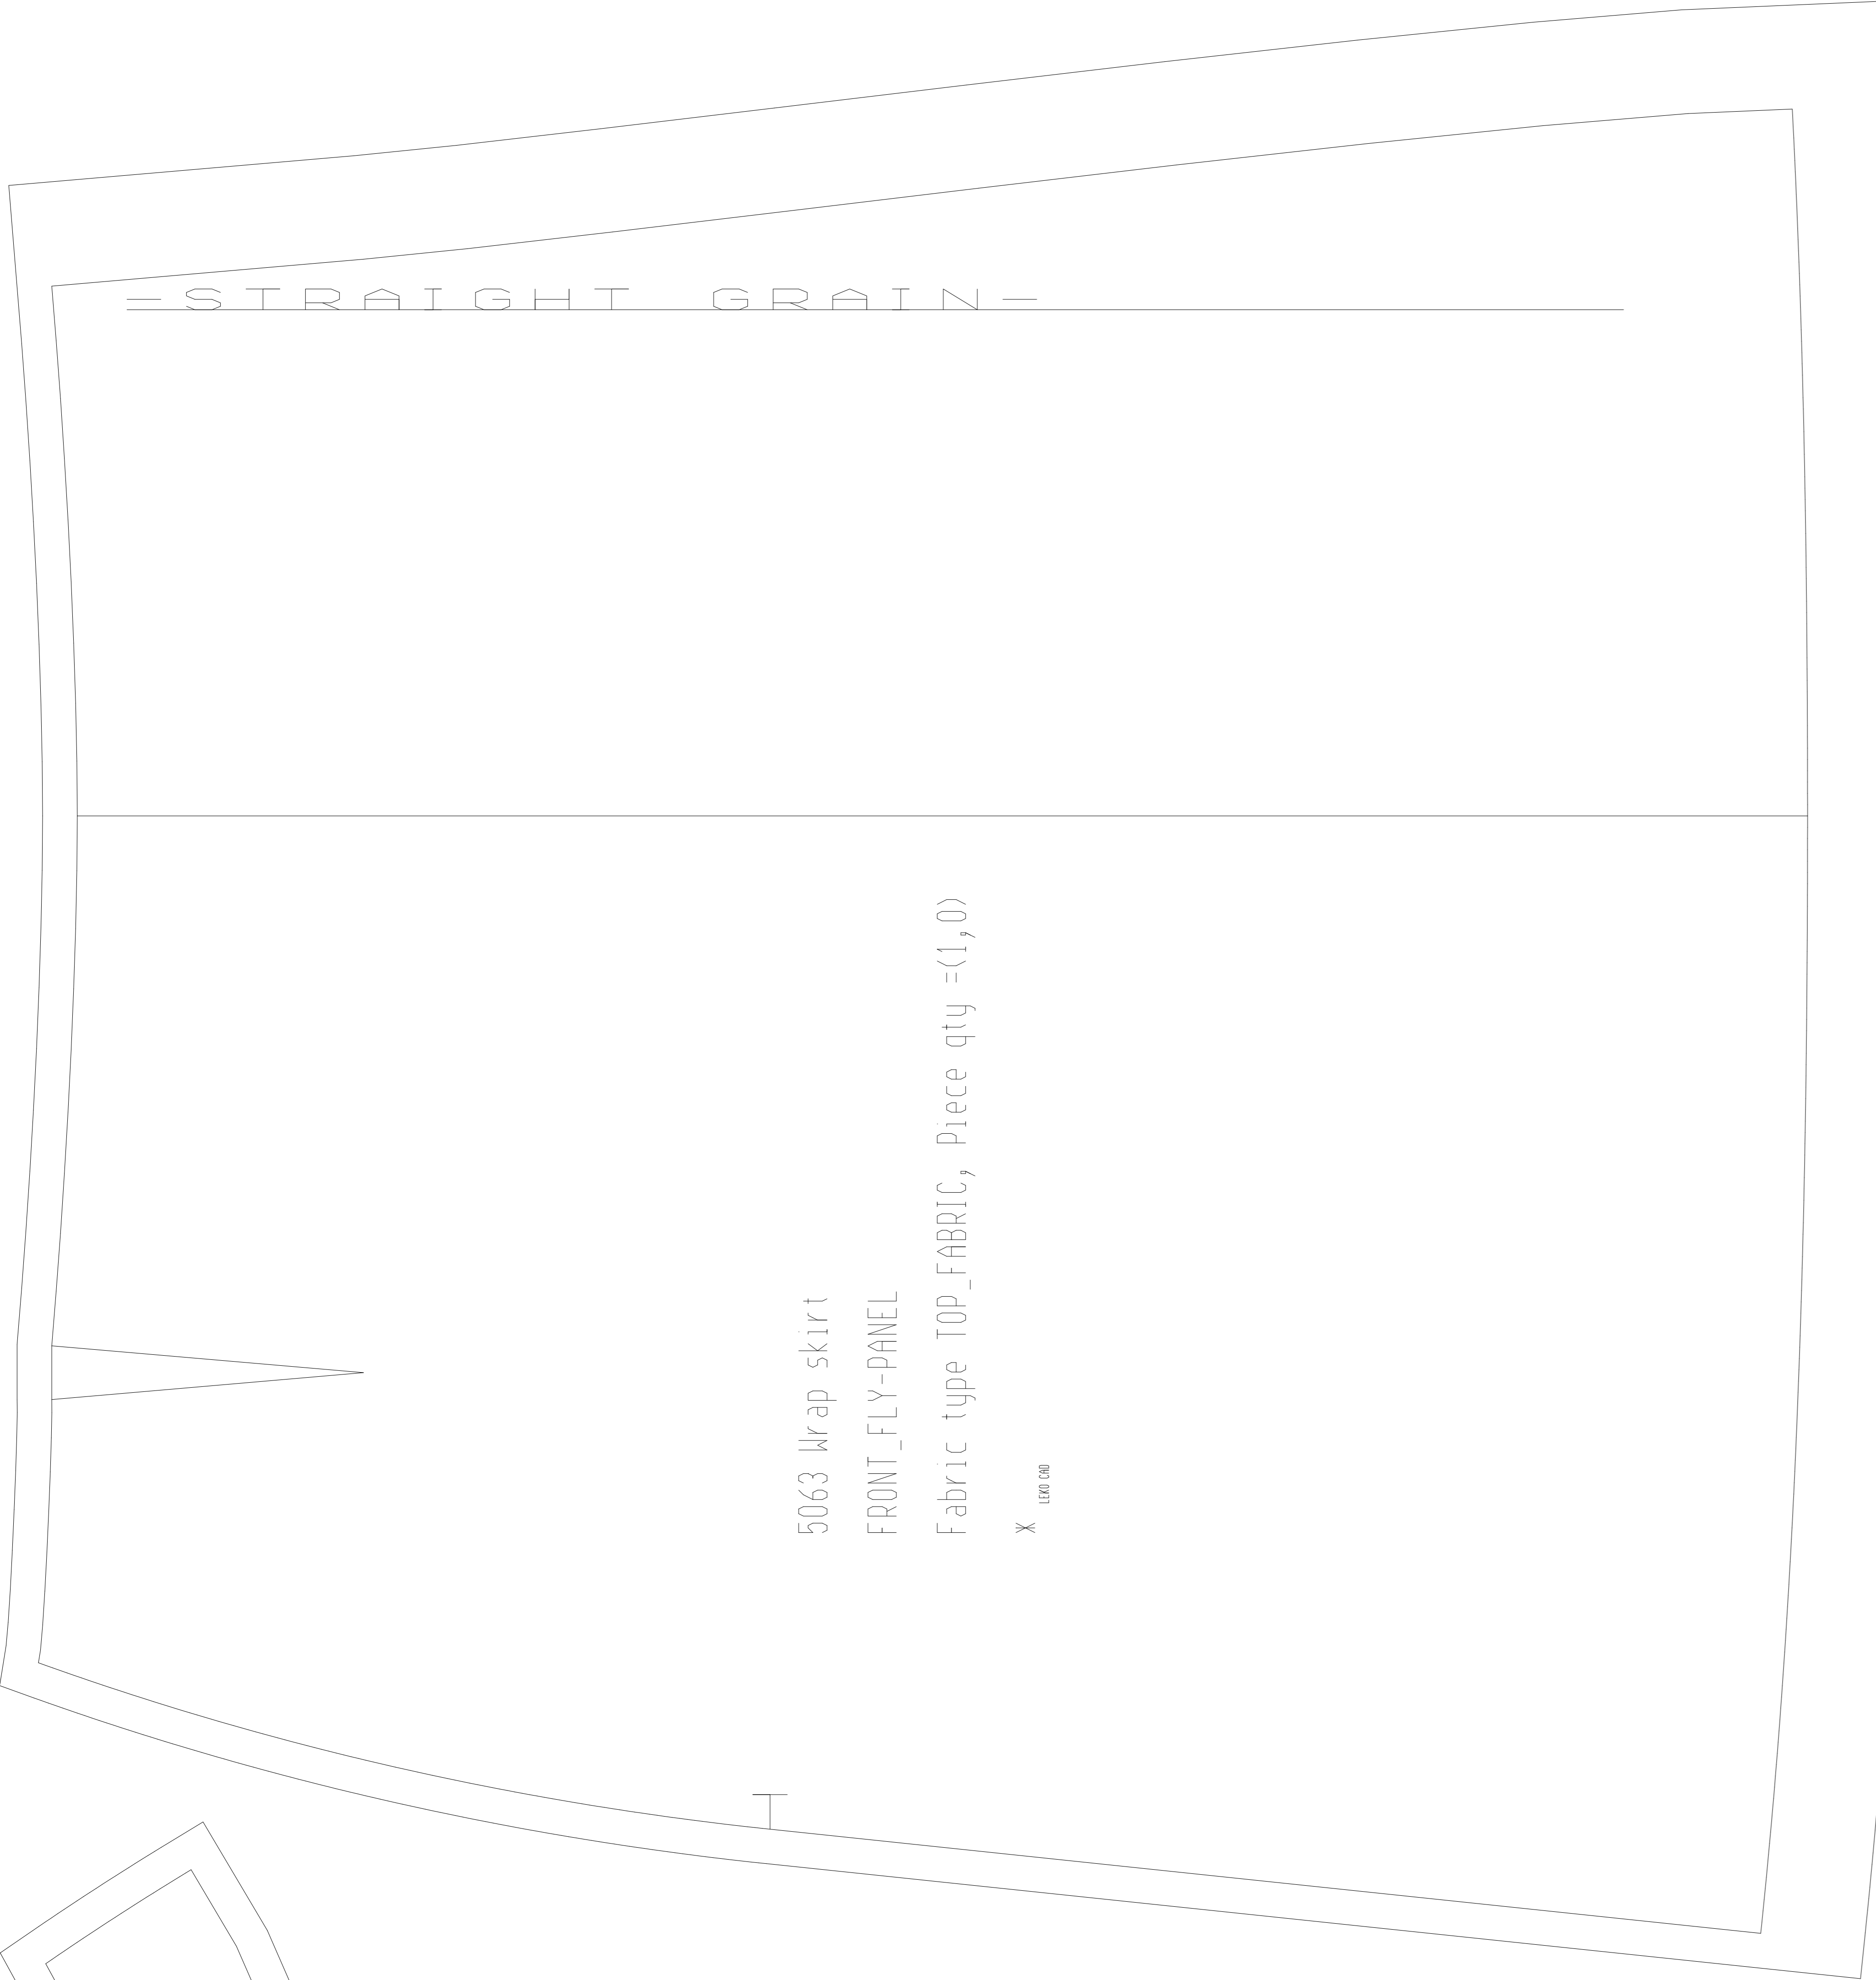 -STRAIGHT GRAIN-
5063 Wrap skirt
FRONT_FLY-PANEL
Fabric type TOP_FABRIC, Piece qty =(1,0)
*
LEKO CAD